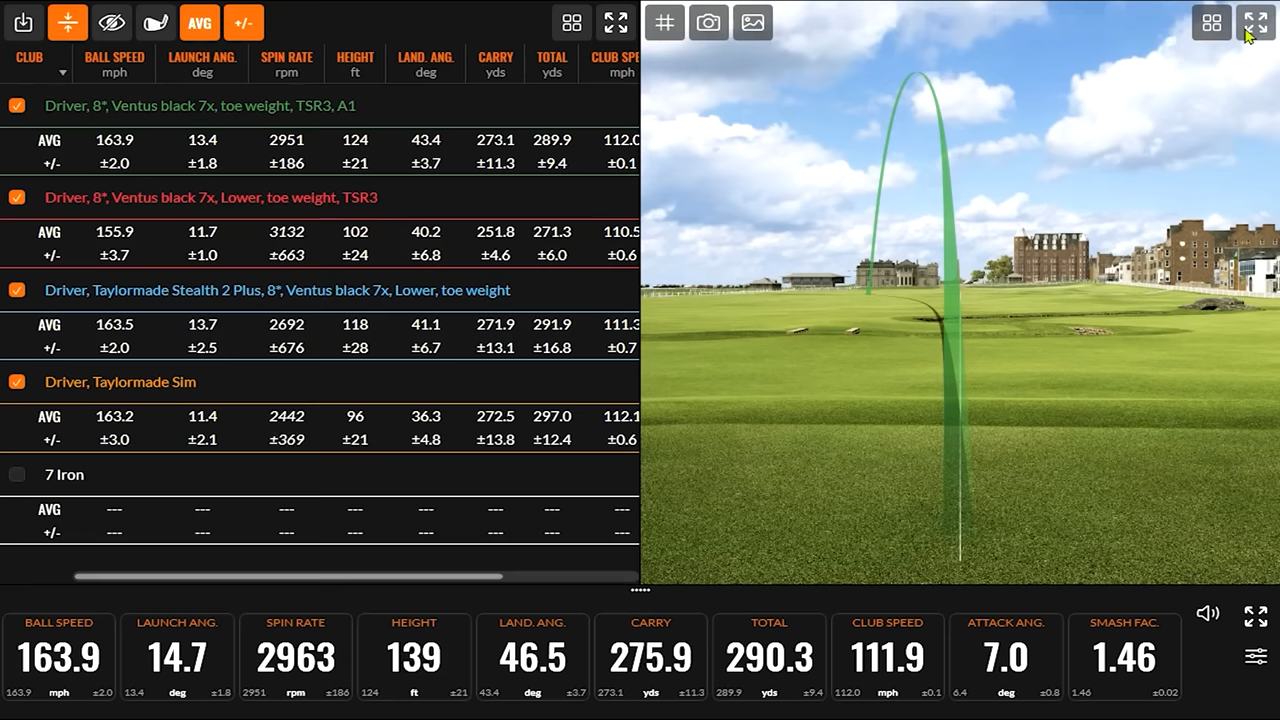 AVG +/-
CLUB BALL SPEED LAUNCH ANG. SPIN RATE HEIGHT LAND. ANG. CARRY TOTAL CLUB SPE
mph deg rpm ft deg yds yds mph
Driver, 8*, Ventus black 7x, toe weight, TSR3, A1
AVG 163.9 13.4 2951 124 43.4 273.1 289.9 112.0
+/- ±2.0 ±1.8 ±186 ±21 ±3.7 ±11.3 ±9.4 ±0.1
Driver, 8*, Ventus black 7x, Lower, toe weight, TSR3
AVG 155.9 11.7 3132 102 40.2 251.8 271.3 110.5
+/- ±3.7 ±1.0 ±663 ±24 ±6.8 ±4.6 ±6.0 ±0.6
Driver, Taylormade Stealth 2 Plus, 8*, Ventus black 7x, Lower, toe weight
AVG 163.5 13.7 2692 118 41.1 271.9 291.9 111.3
+/- ±2.0 ±2.5 ±676 ±28 ±6.7 ±13.1 ±16.8 ±0.7
Driver, Taylormade Sim
AVG 163.2 11.4 2442 96 36.3 272.5 297.0 112.1
+/- ±3.0 ±2.1 ±369 ±21 ±4.8 ±13.8 ±12.4 ±0.6
7 Iron
AVG --- --- --- --- --- --- --- ---
+/- --- --- --- --- --- --- --- ---
BALL SPEED LAUNCH ANG. SPIN RATE HEIGHT LAND. ANG. CARRY TOTAL CLUB SPEED ATTACK ANG. SMASH FAC.
163.9 14.7 2963 139 46.5 275.9 290.3 111.9 7.0 1.46
163.9 mph ±2.0 13.4 deg ±1.8 2951 rpm ±186 124 ft ±21 43.4 deg ±3.7 273.1 yds ±11.3 289.9 yds ±9.4 112.0 mph ±0.1 6.4 deg ±0.8 1.46 ±0.02